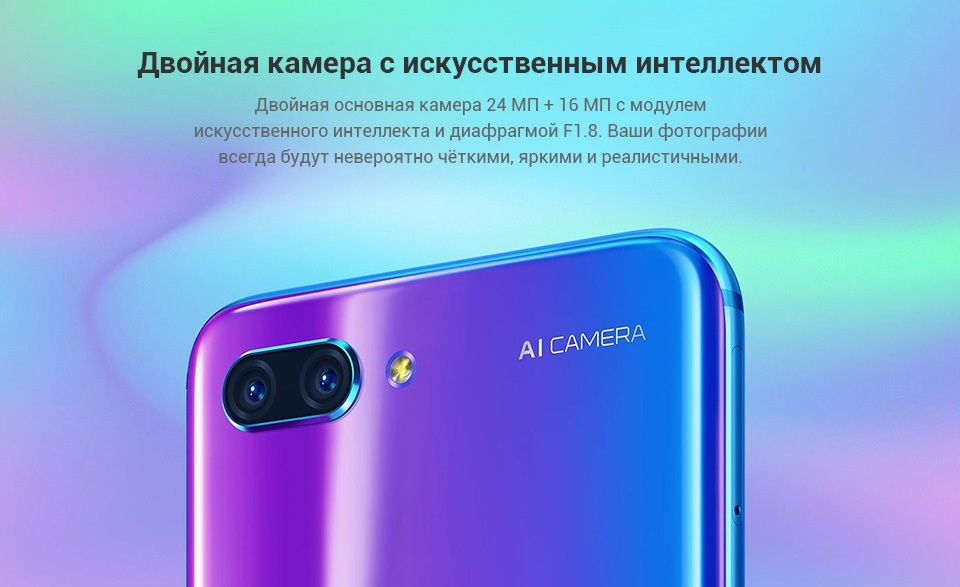 Двойная камера с искусственным интеллектом
Двойная основная камера 24 МП + 16 МП с модулем
искусственного интеллекта и диафрагмой F1.8. Ваши фотографии
всегда будут невероятно чёткими, яркими и реалистичными.
AI CAMERA